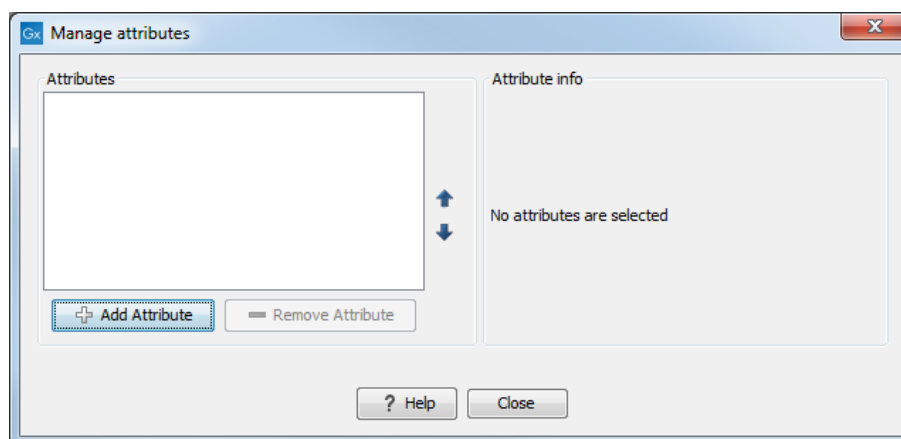 Gx Manage attributes
Attributes
Attribute info
No attributes are selected
Add Attribute
Remove Attribute
? Help
Close